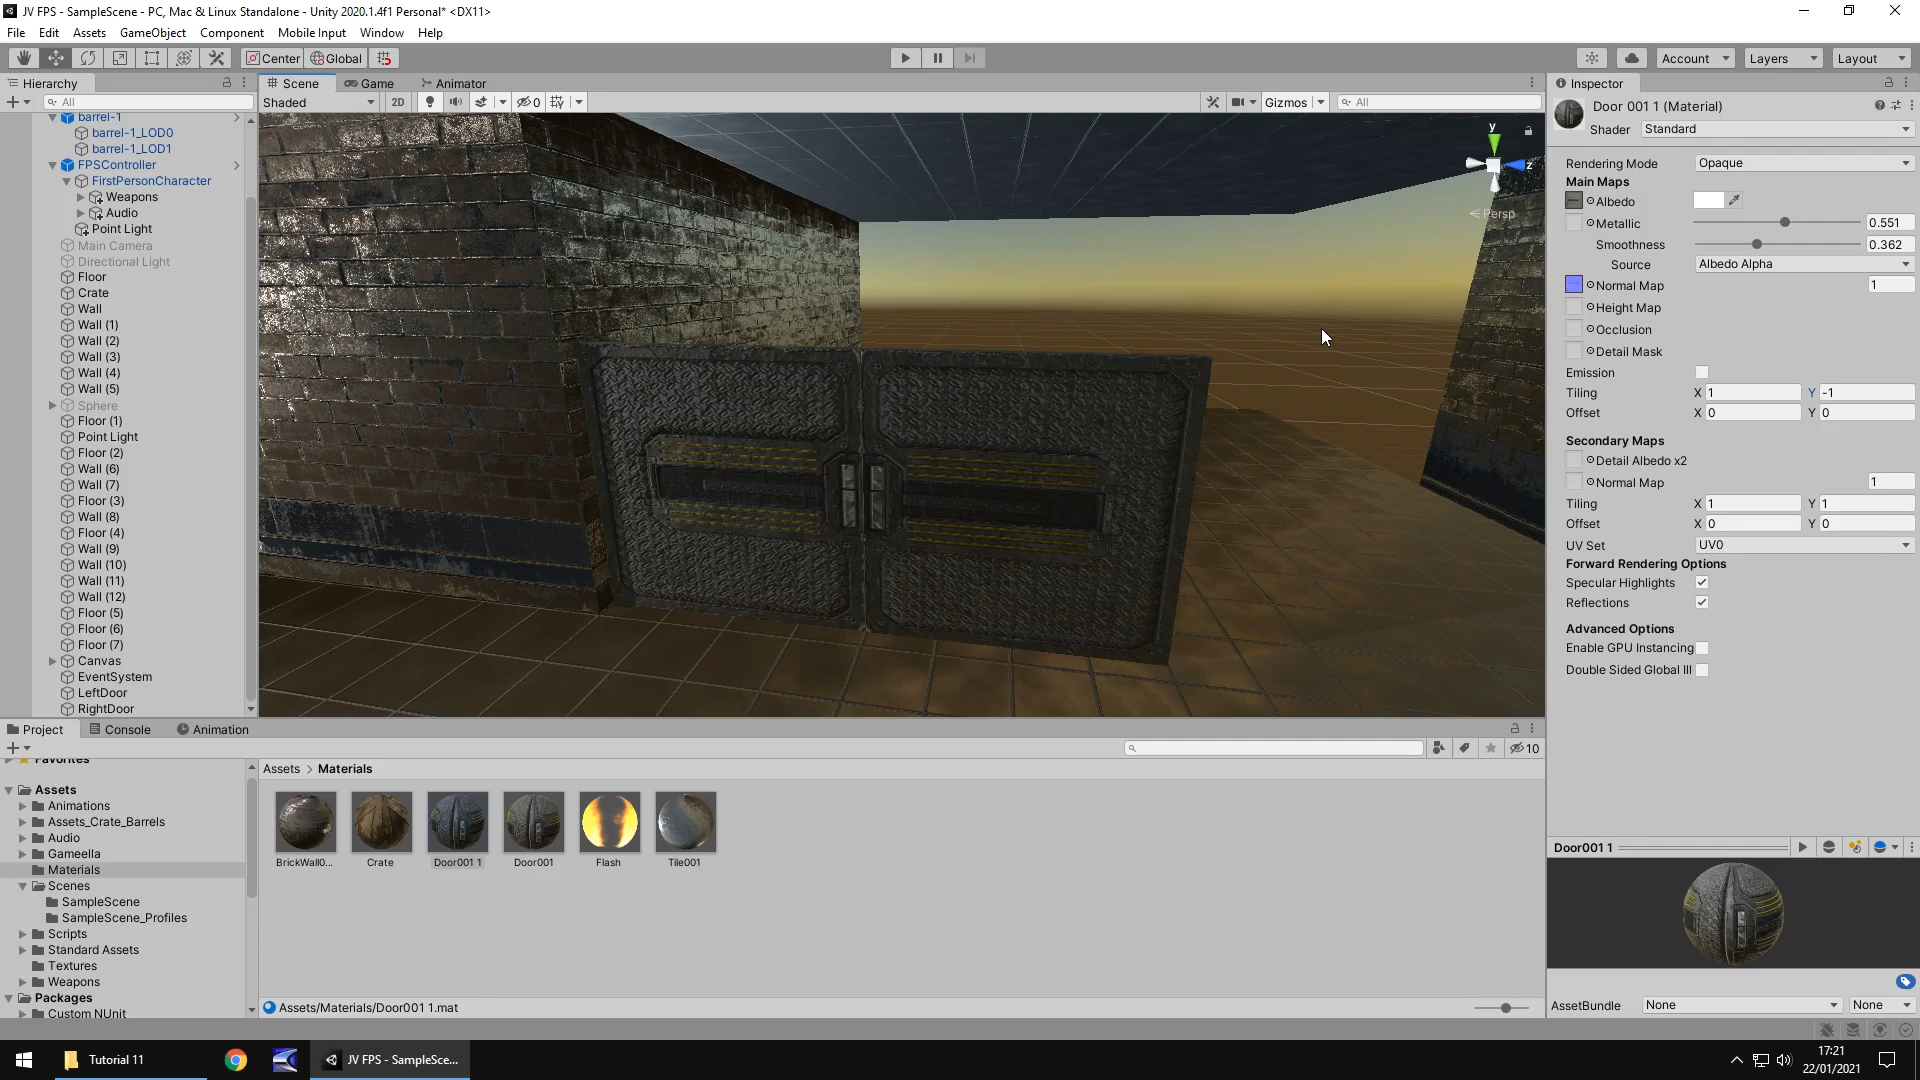 JV FPS - SampleScene - PC, Mac & Linux Standalone - Unity 2020.1.4f1 Personal* <DX11>
File Edit Assets GameObject Component Mobile Input Window Help
Center Global Account Layers Layout
Hierarchy
All
barrel-1
barrel-1_LOD0
barrel-1_LOD1
FPSController
FirstPersonCharacter
Weapons
Audio
Point Light
Main Camera
Directional Light
Floor
Crate
Wall
Wall (1)
Wall (2)
Wall (3)
Wall (4)
Wall (5)
Sphere
Floor (1)
Point Light
Floor (2)
Wall (6)
Wall (7)
Floor (3)
Wall (8)
Floor (4)
Wall (9)
Wall (10)
Wall (11)
Wall (12)
Floor (5)
Floor (6)
Floor (7)
Canvas
EventSystem
LeftDoor
RightDoor
Scene Game Animator
Shaded 2D 0 Gizmos All
y
z
Persp
Inspector
Door 001 1 (Material)
Shader Standard
Rendering Mode Opaque
Main Maps
Albedo
Metallic 0.551
Smoothness 0.362
Source Albedo Alpha
Normal Map 1
Height Map
Occlusion
Detail Mask
Emission
Tiling X 1 Y -1
Offset X 0 Y 0
Secondary Maps
Detail Albedo x2
Normal Map 1
Tiling X 1 Y 1
Offset X 0 Y 0
UV Set UV0
Forward Rendering Options
Specular Highlights
Reflections
Advanced Options
Enable GPU Instancing
Double Sided Global Ill
Door001 1
AssetBundle None None
Project Console Animation
10
Favorites
Assets
Animations
Assets_Crate_Barrels
Audio
Gameella
Materials
Scenes
SampleScene
SampleScene_Profiles
Scripts
Standard Assets
Textures
Weapons
Packages
Custom NUnit
Assets > Materials
BrickWall0... Crate Door001 1 Door001 Flash Tile001
Assets/Materials/Door001 1.mat
Tutorial 11
JV FPS - SampleSce...
17:21
22/01/2021